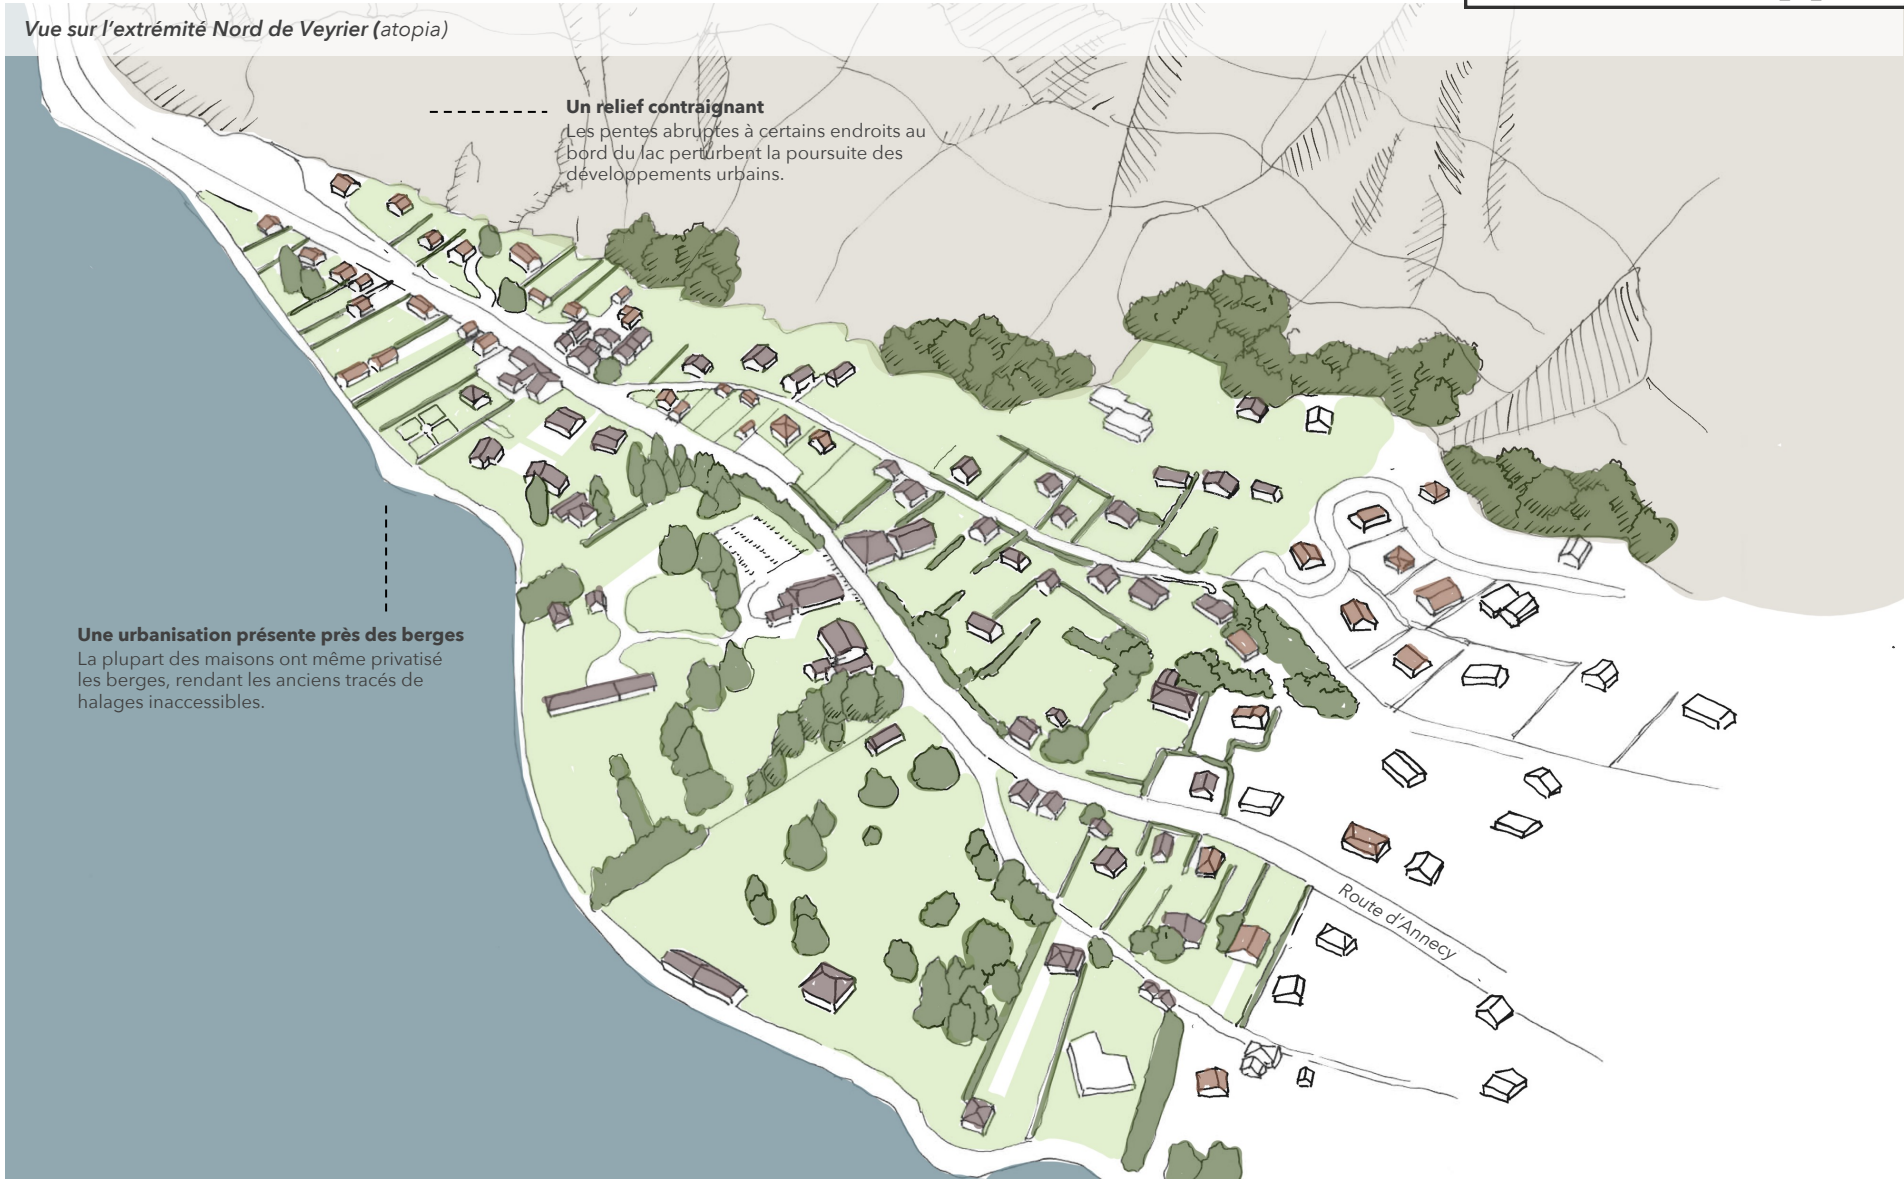 Vue sur l'extrémité Nord de Veyrier (atopia)
Un relief contraignant
Les pentes abruptes à certains endroits au
bord du lac perturbent la poursuite des
développements urbains.
Une urbanisation présente près des berges
La plupart des maisons ont même privatisé
les berges, rendant les anciens tracés de
halages inaccessibles.
Route d'Annecy